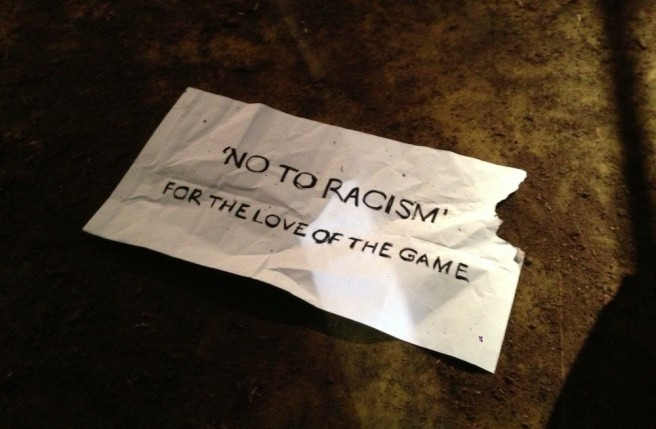 'NO TO RACISM'
FOR THE LOVE OF THE GAME